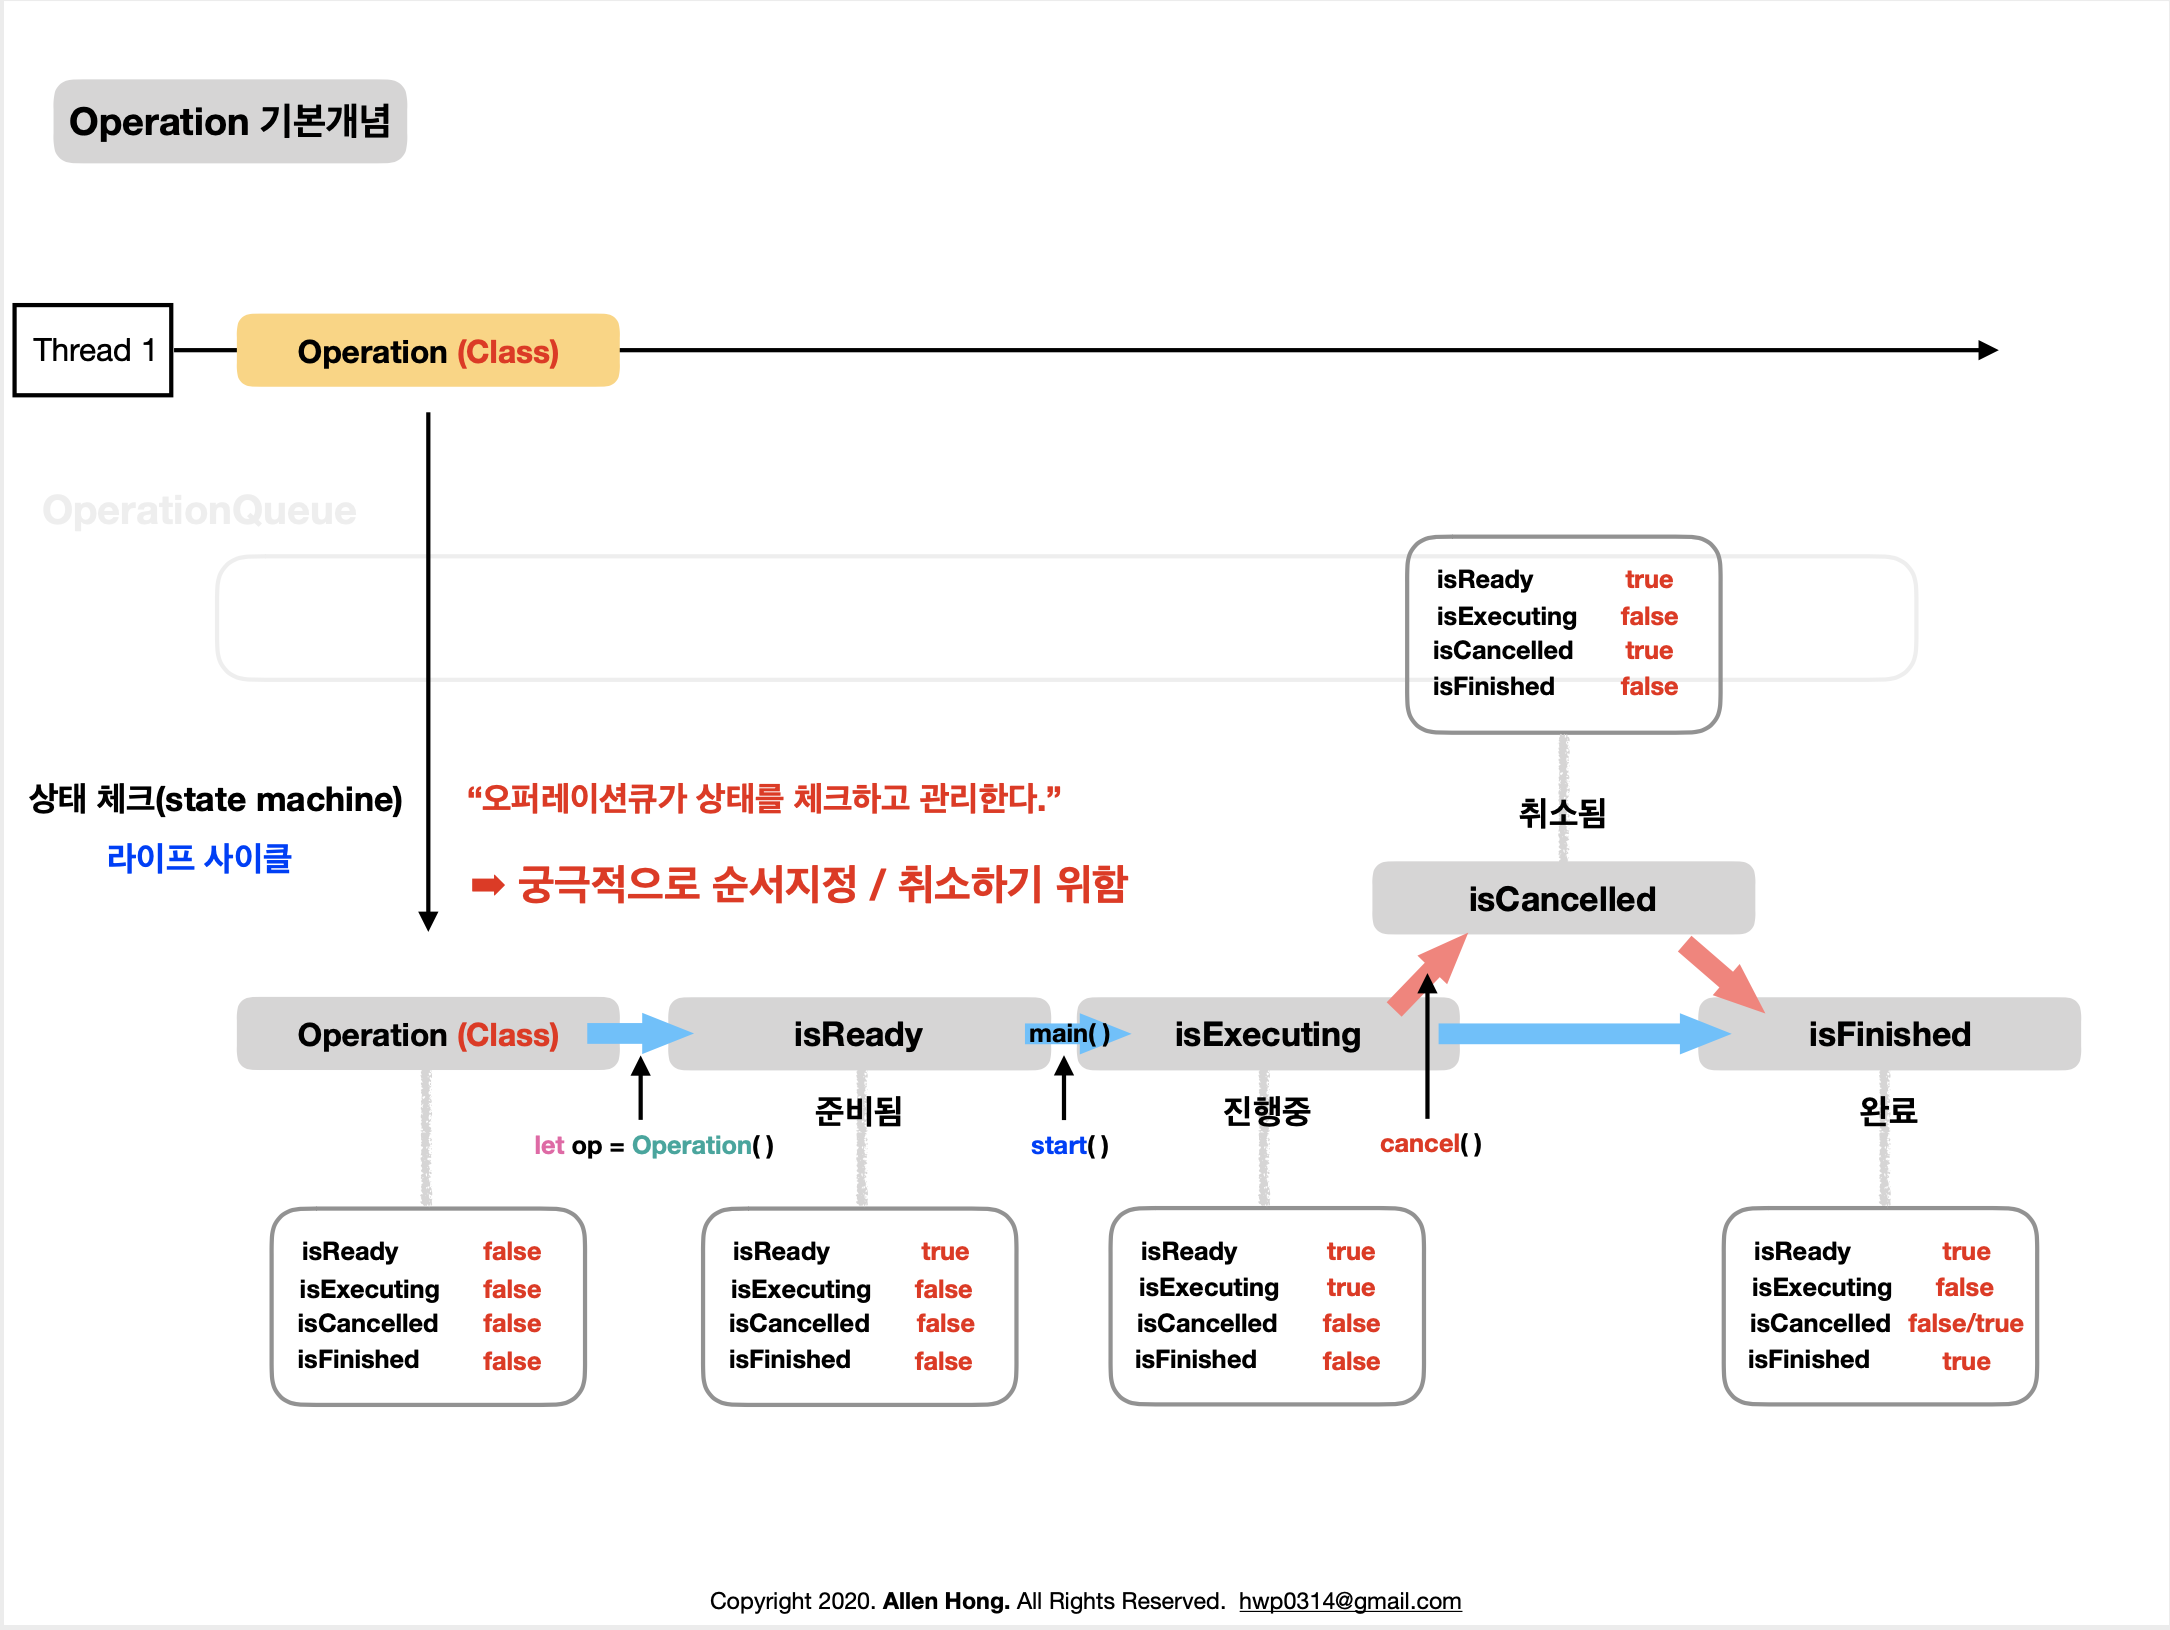 Operation 기본개념
Thread 1
Operation (Class)
OperationQueue
isReady true
isExecuting false
isCancelled true
isFinished false
상태 체크(state machine)
라이프 사이클
“오퍼레이션큐가 상태를 체크하고 관리한다.”
➡ 궁극적으로 순서지정 / 취소하기 위함
취소됨
isCancelled
Operation (Class)
isReady
main()
isExecuting
isFinished
준비됨
진행중
완료
let op = Operation()
start()
cancel()
isReady false
isExecuting false
isCancelled false
isFinished false
isReady true
isExecuting false
isCancelled false
isFinished false
isReady true
isExecuting true
isCancelled false
isFinished false
isReady true
isExecuting false
isCancelled false/true
isFinished true
Copyright 2020. Allen Hong. All Rights Reserved. hwp0314@gmail.com